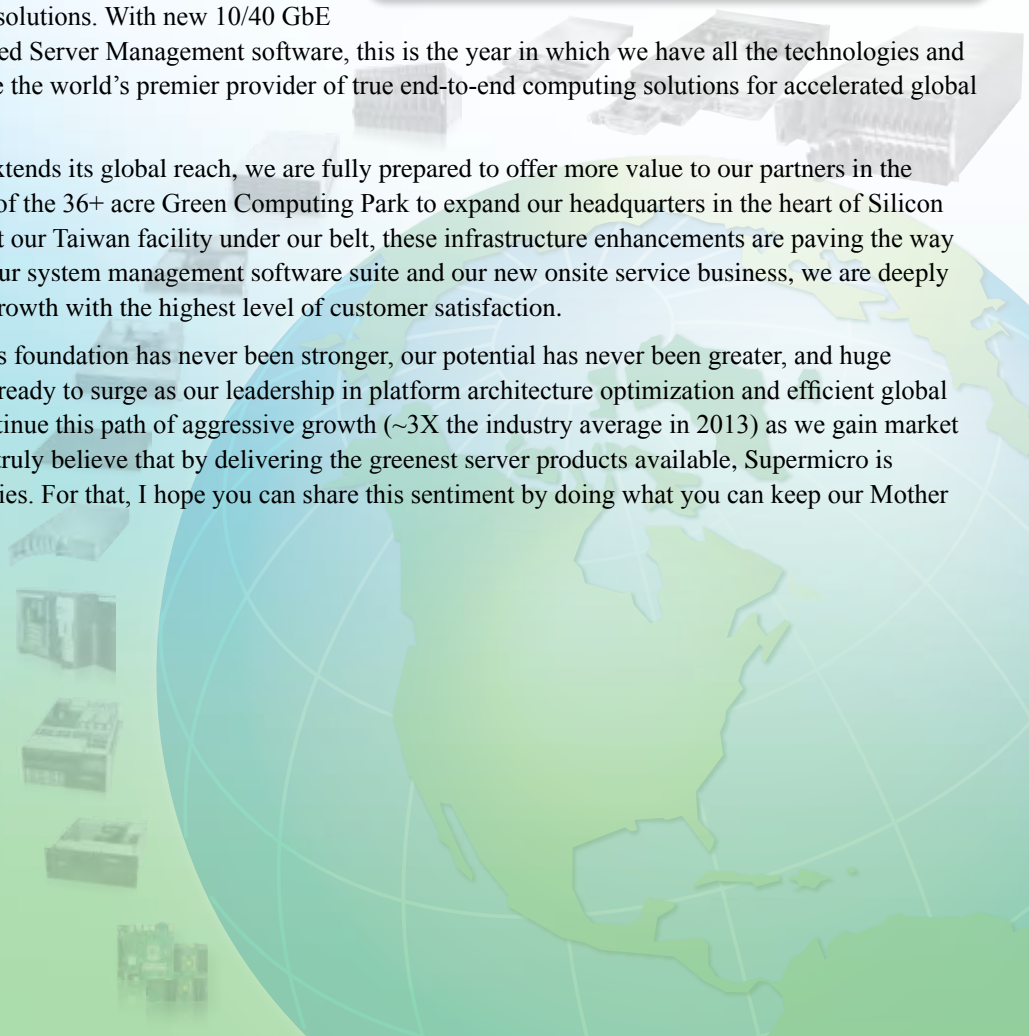 solutions. With new 10/40 GbE
ed Server Management software, this is the year in which we have all the technologies and
e the world’s premier provider of true end-to-end computing solutions for accelerated global
xtends its global reach, we are fully prepared to offer more value to our partners in the
of the 36+ acre Green Computing Park to expand our headquarters in the heart of Silicon
t our Taiwan facility under our belt, these infrastructure enhancements are paving the way
ur system management software suite and our new onsite service business, we are deeply
rowth with the highest level of customer satisfaction.
s foundation has never been stronger, our potential has never been greater, and huge
ready to surge as our leadership in platform architecture optimization and efficient global
tinue this path of aggressive growth (~3X the industry average in 2013) as we gain market
truly believe that by delivering the greenest server products available, Supermicro is
ies. For that, I hope you can share this sentiment by doing what you can keep our Mother